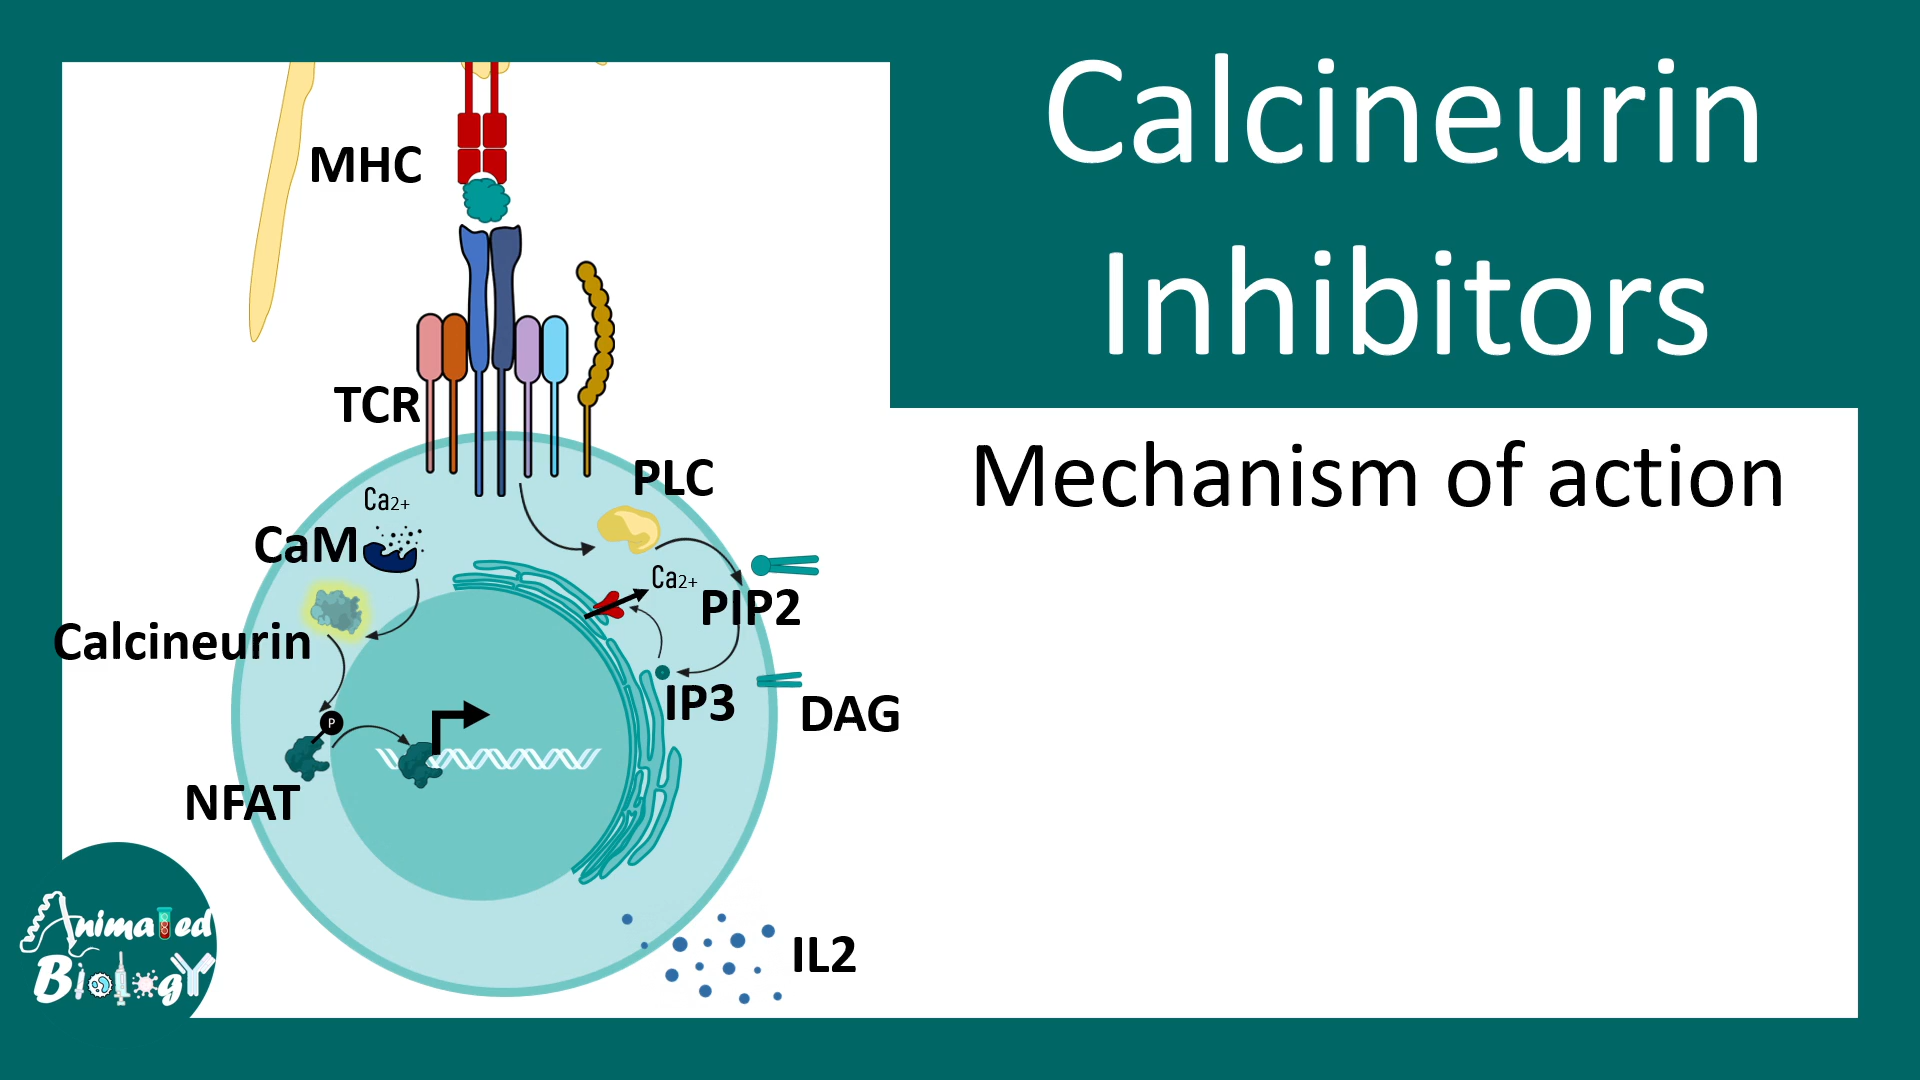 Calcineurin
Inhibitors
Mechanism of action
MHC
TCR
PLC
Ca2+
CaM
Ca2+
PIP2
Calcineurin
IP3
DAG
P
NFAT
IL2
Animated
Biology